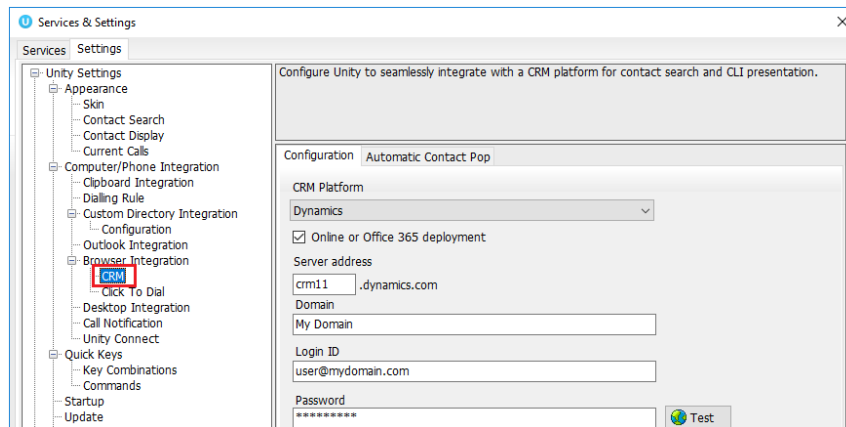 Services & Settings
Services Settings
Unity Settings
Appearance
Skin
Contact Search
Contact Display
Current Calls
Computer/Phone Integration
Clipboard Integration
Dialling Rule
Custom Directory Integration
Configuration
Outlook Integration
Browser Integration
CRM
Click To Dial
Desktop Integration
Call Notification
Unity Connect
Quick Keys
Key Combinations
Commands
Startup
Update
Configure Unity to seamlessly integrate with a CRM platform for contact search and CLI presentation.
Configuration Automatic Contact Pop
CRM Platform
Dynamics
Online or Office 365 deployment
Server address
crm11 .dynamics.com
Domain
My Domain
Login ID
user@mydomain.com
Password
*********
Test